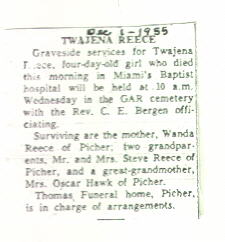 Dec 1-1955
TWAJENA REECE
Graveside services for Twajena
Reece, four-day-old girl who died
this morning in Miami's Baptist
hospital will be held at 10 a.m.
Wednesday in the GAR cemetery
with the Rev. C. E. Bergen offi-
ciating.
Surviving are the mother, Wanda
Reece of Picher; two grandpar-
ents, Mr. and Mrs. Steve Reece of
Picher, and a great-grandmother,
Mrs. Oscar Hawk of Picher.
Thomas Funeral home, Picher,
is in charge of arrangements.